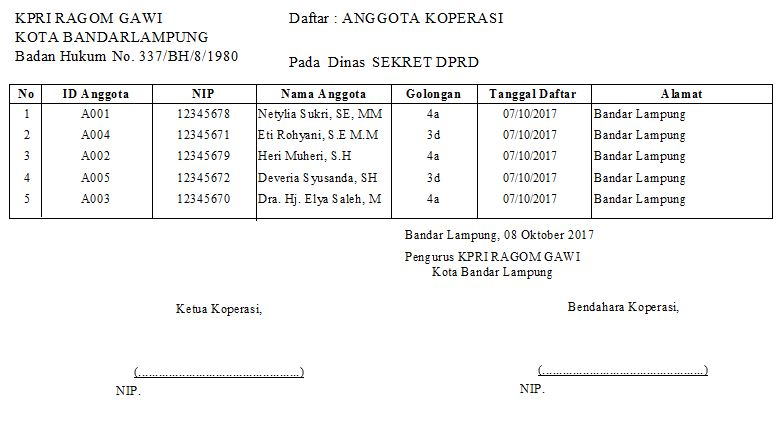 KPRI RAGOM GAWI
KOTA BANDARLAMPUNG
Badan Hukum No. 337/BH/8/1980
Daftar : ANGGOTA KOPERASI
Pada Dinas SEKRET DPRD
No ID Anggota NIP Nama Anggota Golongan Tanggal Daftar Alamat
1 A001 12345678 Netylia Sukri, SE, MM 4a 07/10/2017 Bandar Lampung
2 A004 12345671 Eti Rohyani, S.E M.M 3d 07/10/2017 Bandar Lampung
3 A002 12345679 Heri Muheri, S.H 4a 07/10/2017 Bandar Lampung
4 A005 12345672 Deveria Syusanda, SH 3d 07/10/2017 Bandar Lampung
5 A003 12345670 Dra. Hj. Elya Saleh, M 4a 07/10/2017 Bandar Lampung
Bandar Lampung, 08 Oktober 2017
Pengurus KPRI RAGOM GAWI
Kota Bandar Lampung
Ketua Koperasi, Bendahara Koperasi,
(................................................) (................................................)
NIP. NIP.